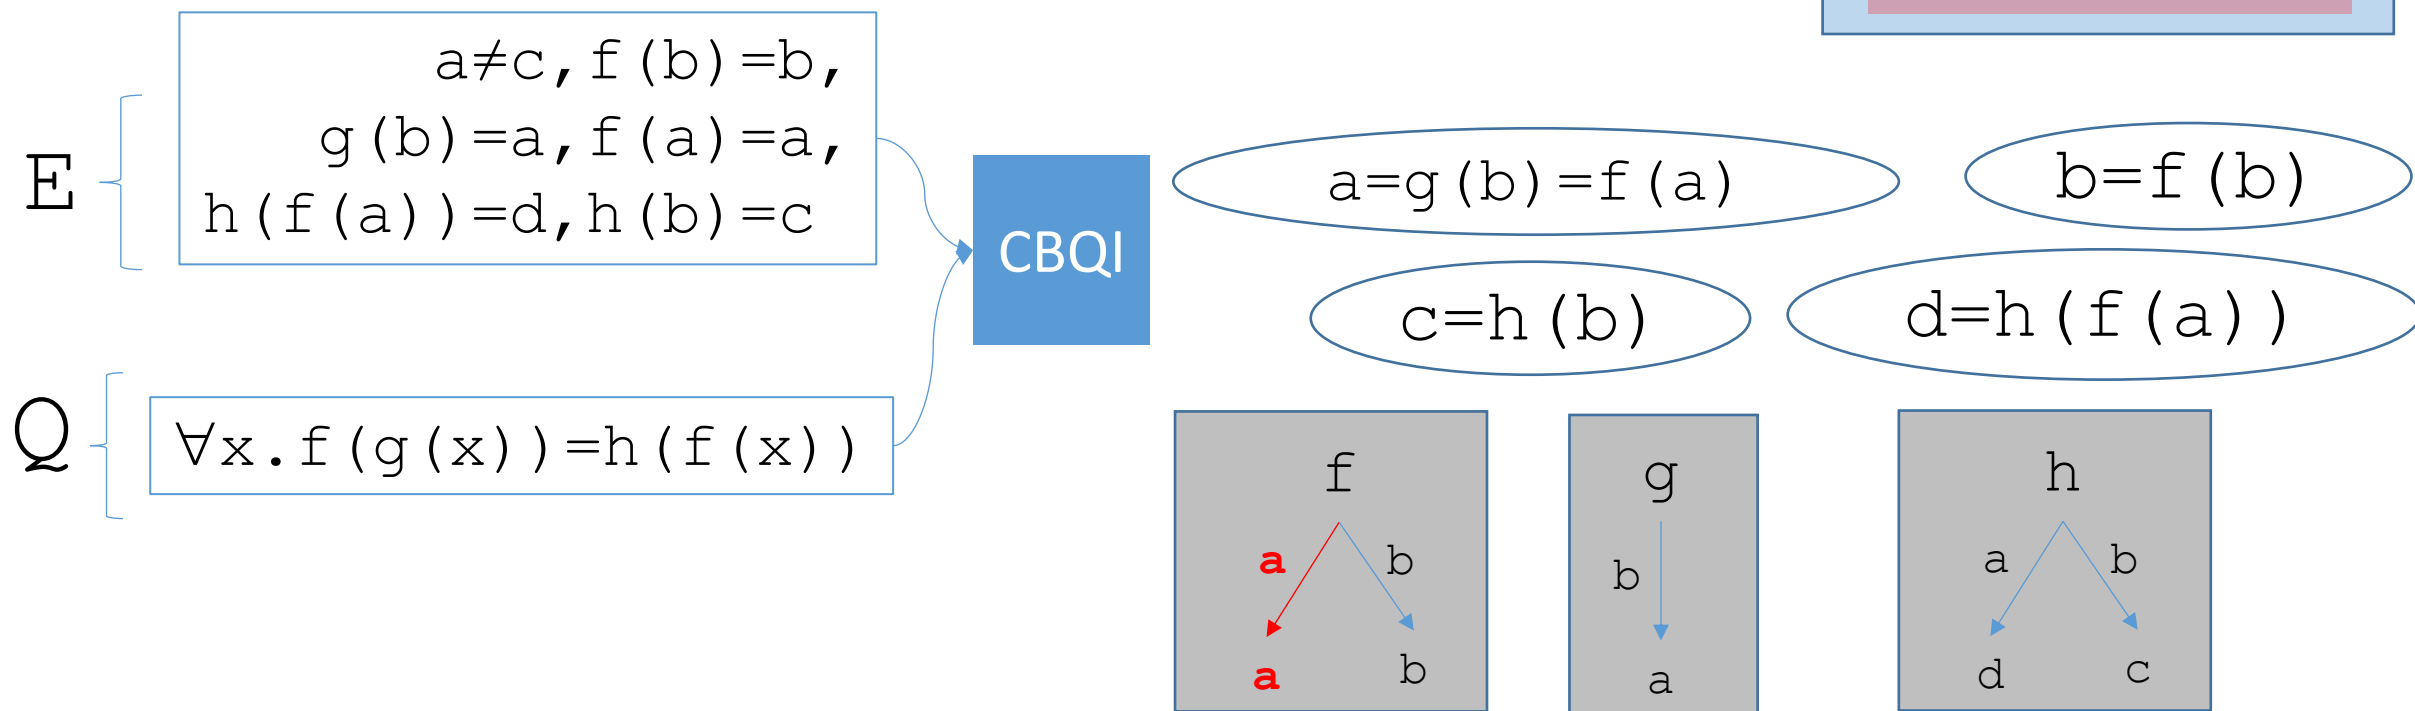 E
a≠c,f(b)=b,
g(b)=a,f(a)=a,
h(f(a))=d,h(b)=c
Q
∀x.f(g(x))=h(f(x))
CBQI
a=g(b)=f(a)
b=f(b)
c=h(b)
d=h(f(a))
f
a
b
a
b
g
b
a
h
a
b
d
c